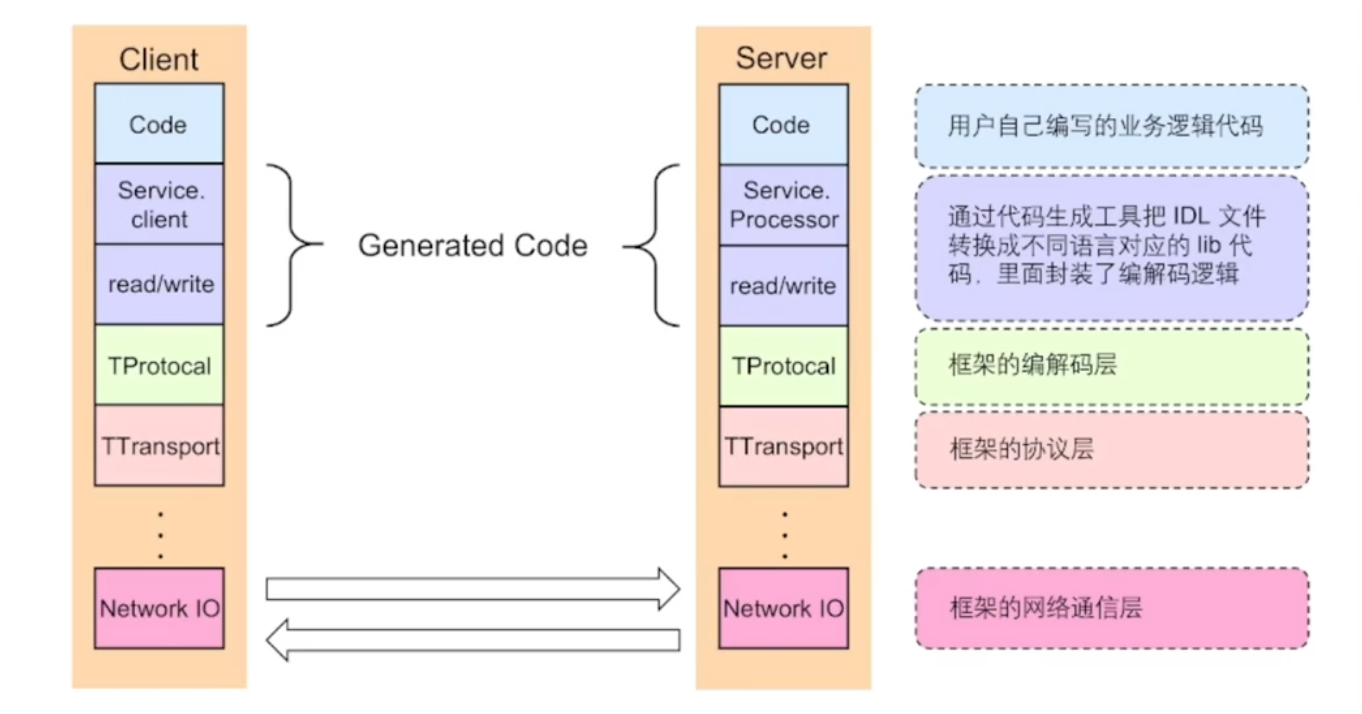 Client
Code
Service.
client
read/write
TProtocal
TTransport
Network IO
Generated Code
Server
Code
Service.
Processor
read/write
TProtocal
TTransport
Network IO
用户自己编写的业务逻辑代码
通过代码生成工具把 IDL 文件
转换成不同语言对应的 lib 代
码，里面封装了编解码逻辑
框架的编解码层
框架的协议层
框架的网络通信层